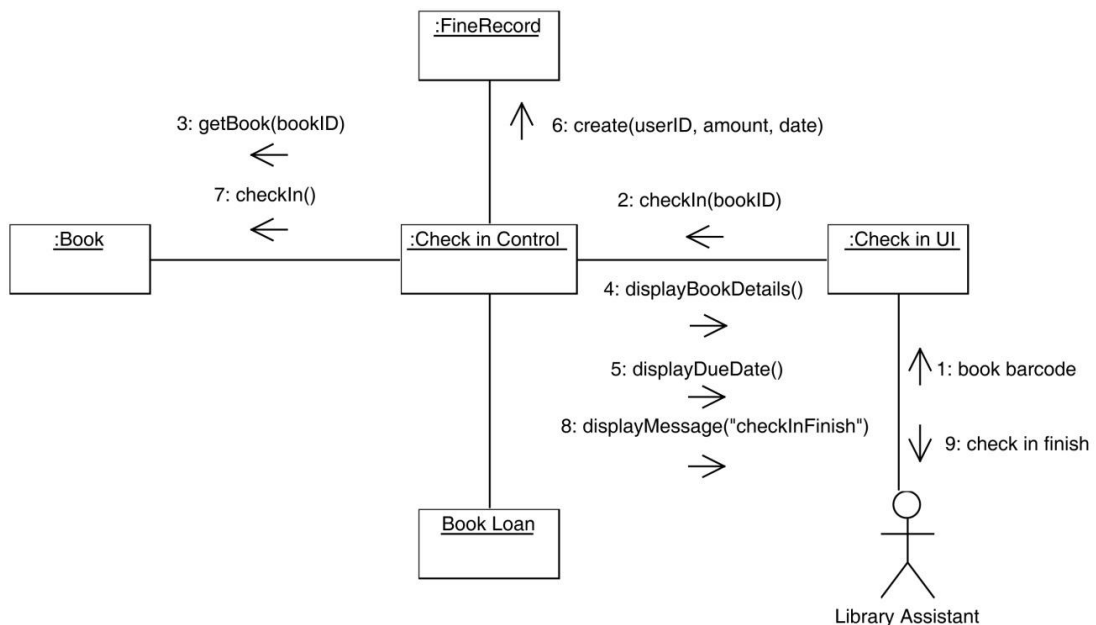 :FineRecord
3: getBook(bookID)
6: create(userID, amount, date)
7: checkIn()
2: checkIn(bookID)
:Book
:Check in Control
:Check in UI
4: displayBookDetails()
5: displayDueDate()
1: book barcode
8: displayMessage("checkInFinish")
9: check in finish
Book Loan
Library Assistant